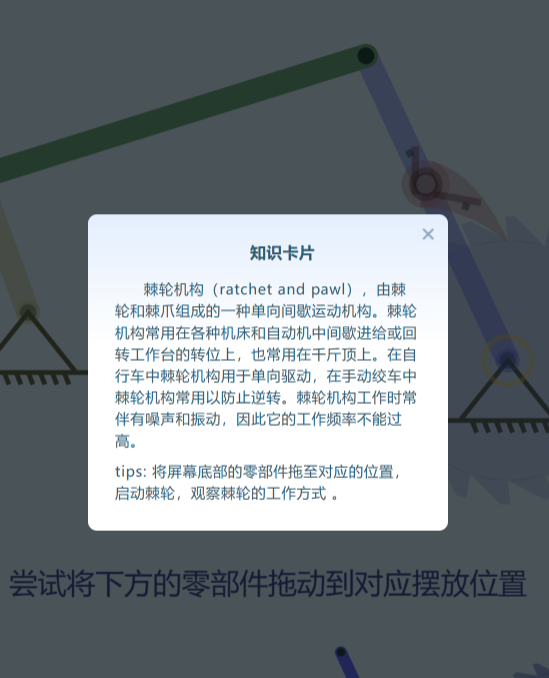 知识卡片
棘轮机构（ratchet and pawl），由棘
轮和棘爪组成的一种单向间歇运动机构。棘轮
机构常用在各种机床和自动机中间歇进给或回
转工作台的转位上，也常用在千斤顶上。在自
行车中棘轮机构用于单向驱动，在手动绞车中
棘轮机构常用以防止逆转。棘轮机构工作时常
伴有噪声和振动，因此它的工作频率不能过
高。
tips: 将屏幕底部的零部件拖至对应的位置，
启动棘轮，观察棘轮的工作方式 。
尝试将下方的零部件拖动到对应摆放位置